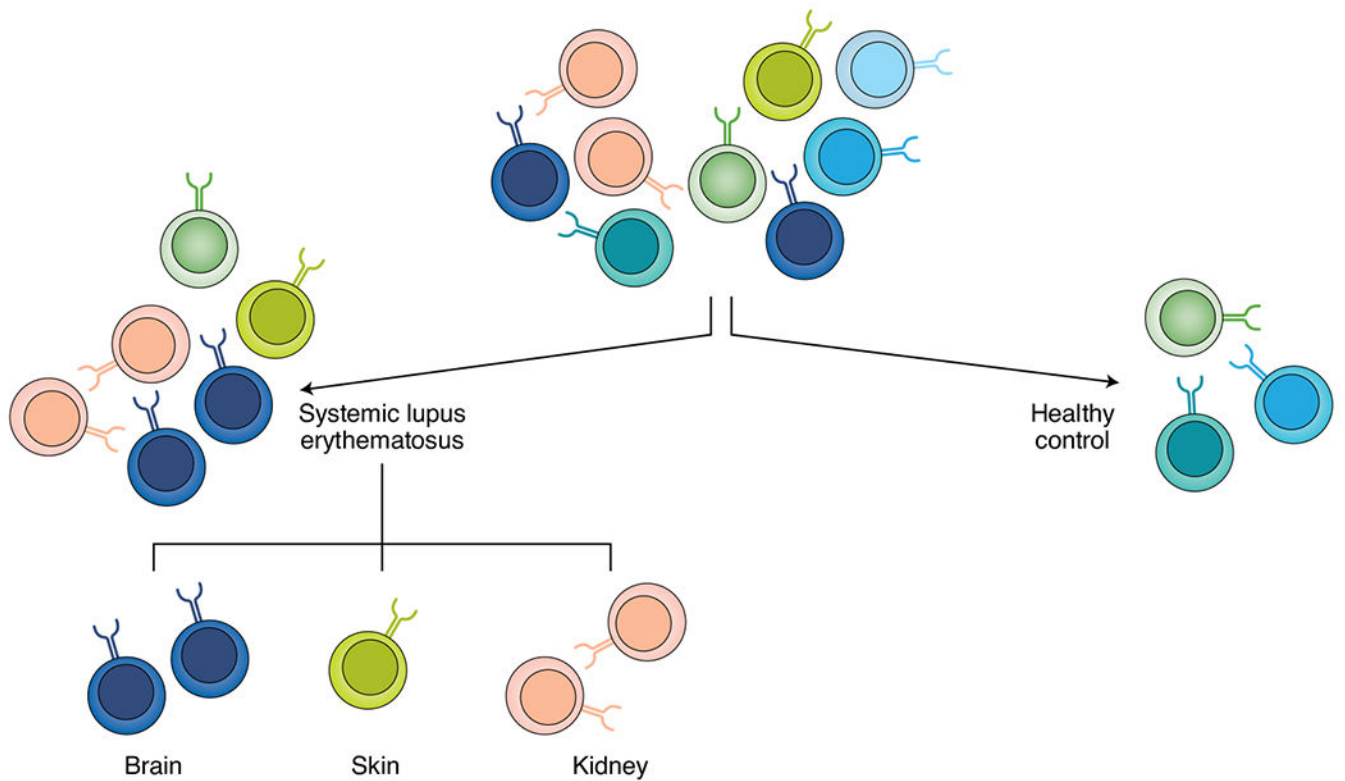 Systemic lupus
erythematosus
Healthy
control
Brain
Skin
Kidney